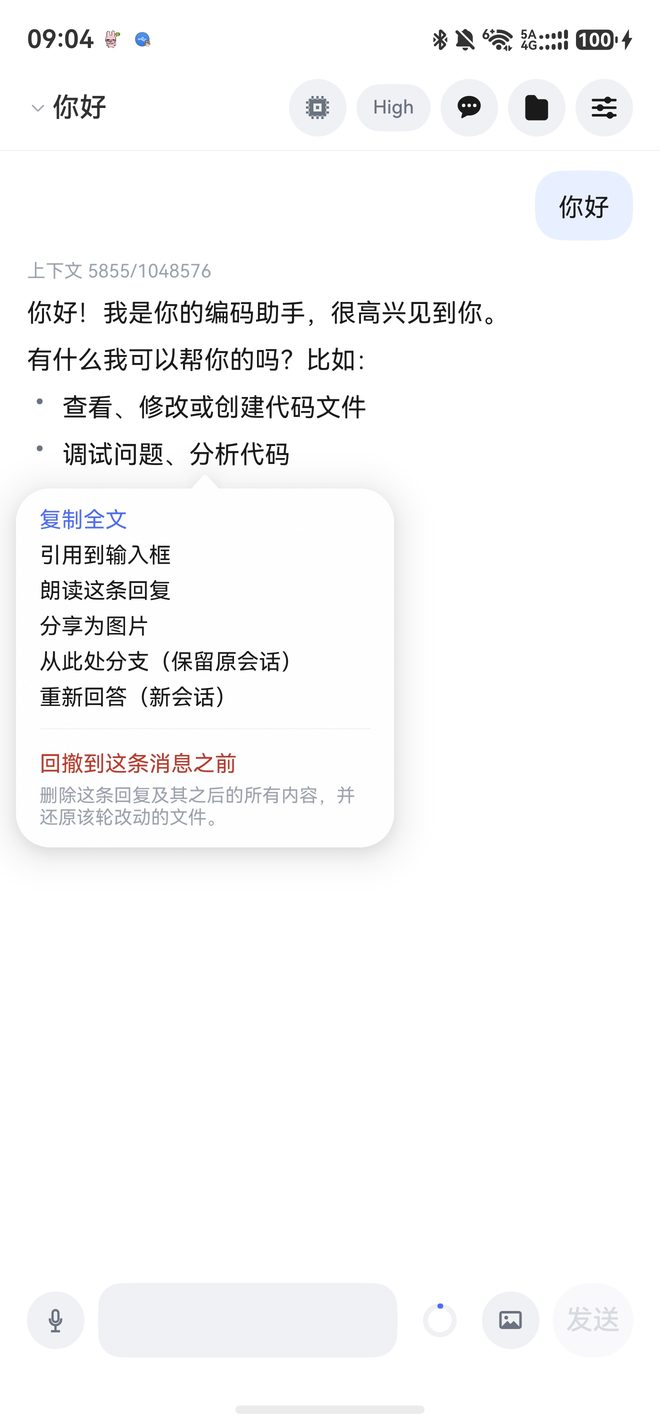 09:04
6
5A
4G
100
你好
High
你好
上下文 5855/1048576
你好！我是你的编码助手，很高兴见到你。
有什么我可以帮你的吗？比如：
• 查看、修改或创建代码文件
• 调试问题、分析代码
复制全文
引用到输入框
朗读这条回复
分享为图片
从此处分支（保留原会话）
重新回答（新会话）
回撤到这条消息之前
删除这条回复及其之后的所有内容，并
还原该轮改动的文件。
发送